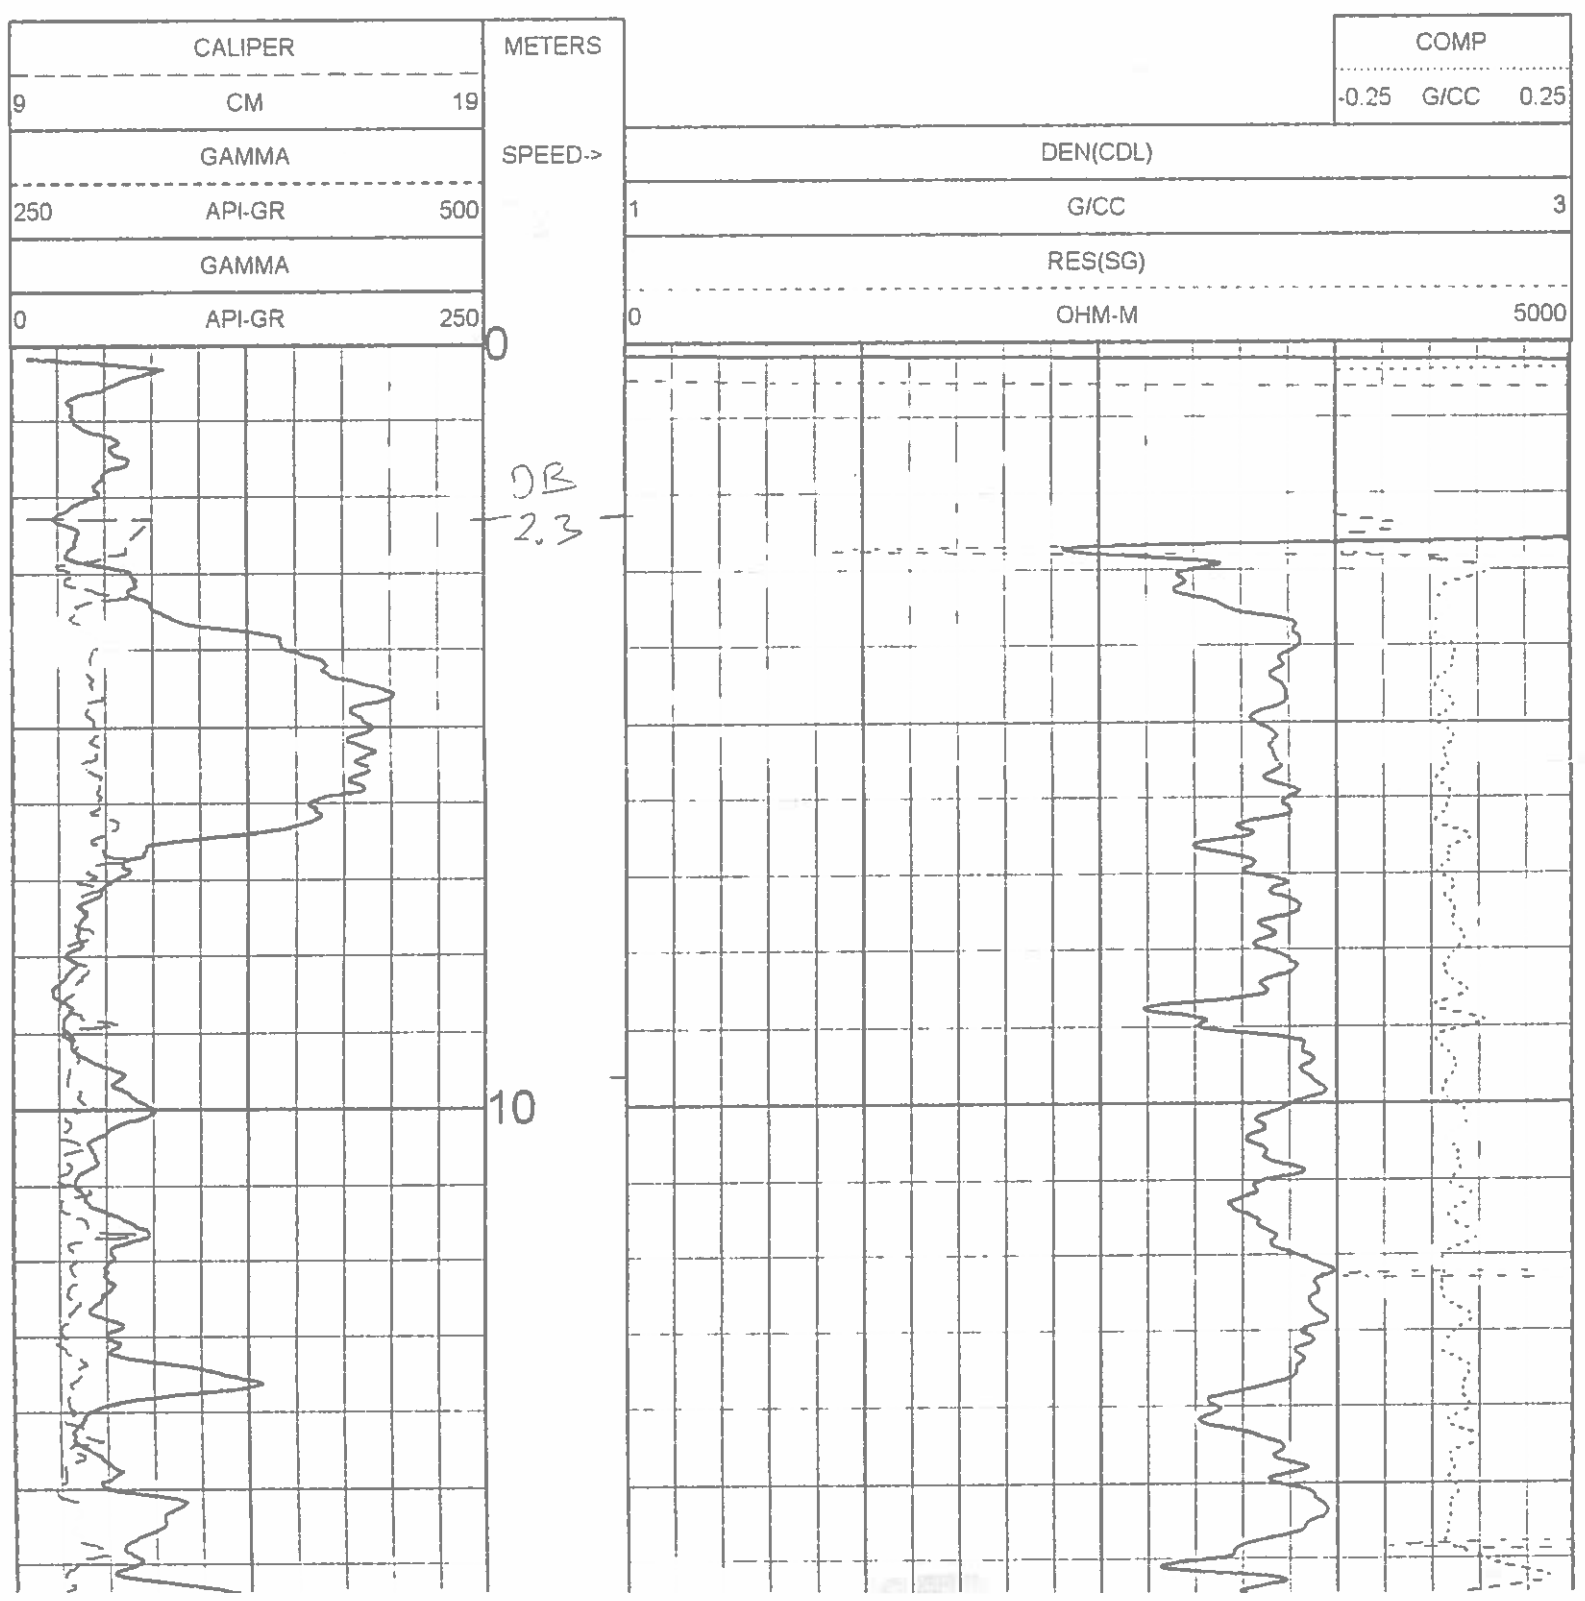 CALIPER
9 CM 19
GAMMA
250 API-GR 500
GAMMA
0 API-GR 250
METERS
SPEED->
COMP
-0.25 G/CC 0.25
DEN(CDL)
1 G/CC 3
RES(SG)
0 OHM-M 5000
0
DB
2.3
10